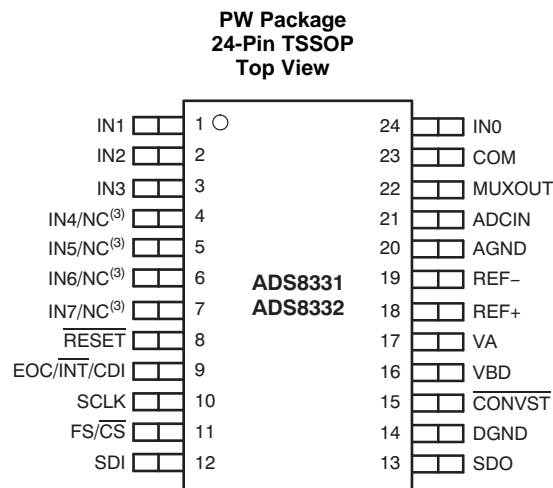 PW Package
24-Pin TSSOP
Top View
IN1 1 24 IN0
IN2 2 23 COM
IN3 3 22 MUXOUT
IN4/NC(3) 4 21 ADCIN
IN5/NC(3) 5 20 AGND
IN6/NC(3) 6 19 REF−
ADS8331
IN7/NC(3) 7 18 REF+
ADS8332
RESET 8 17 VA
EOC/INT/CDI 9 16 VBD
SCLK 10 15 CONVST
FS/CS 11 14 DGND
SDI 12 13 SDO